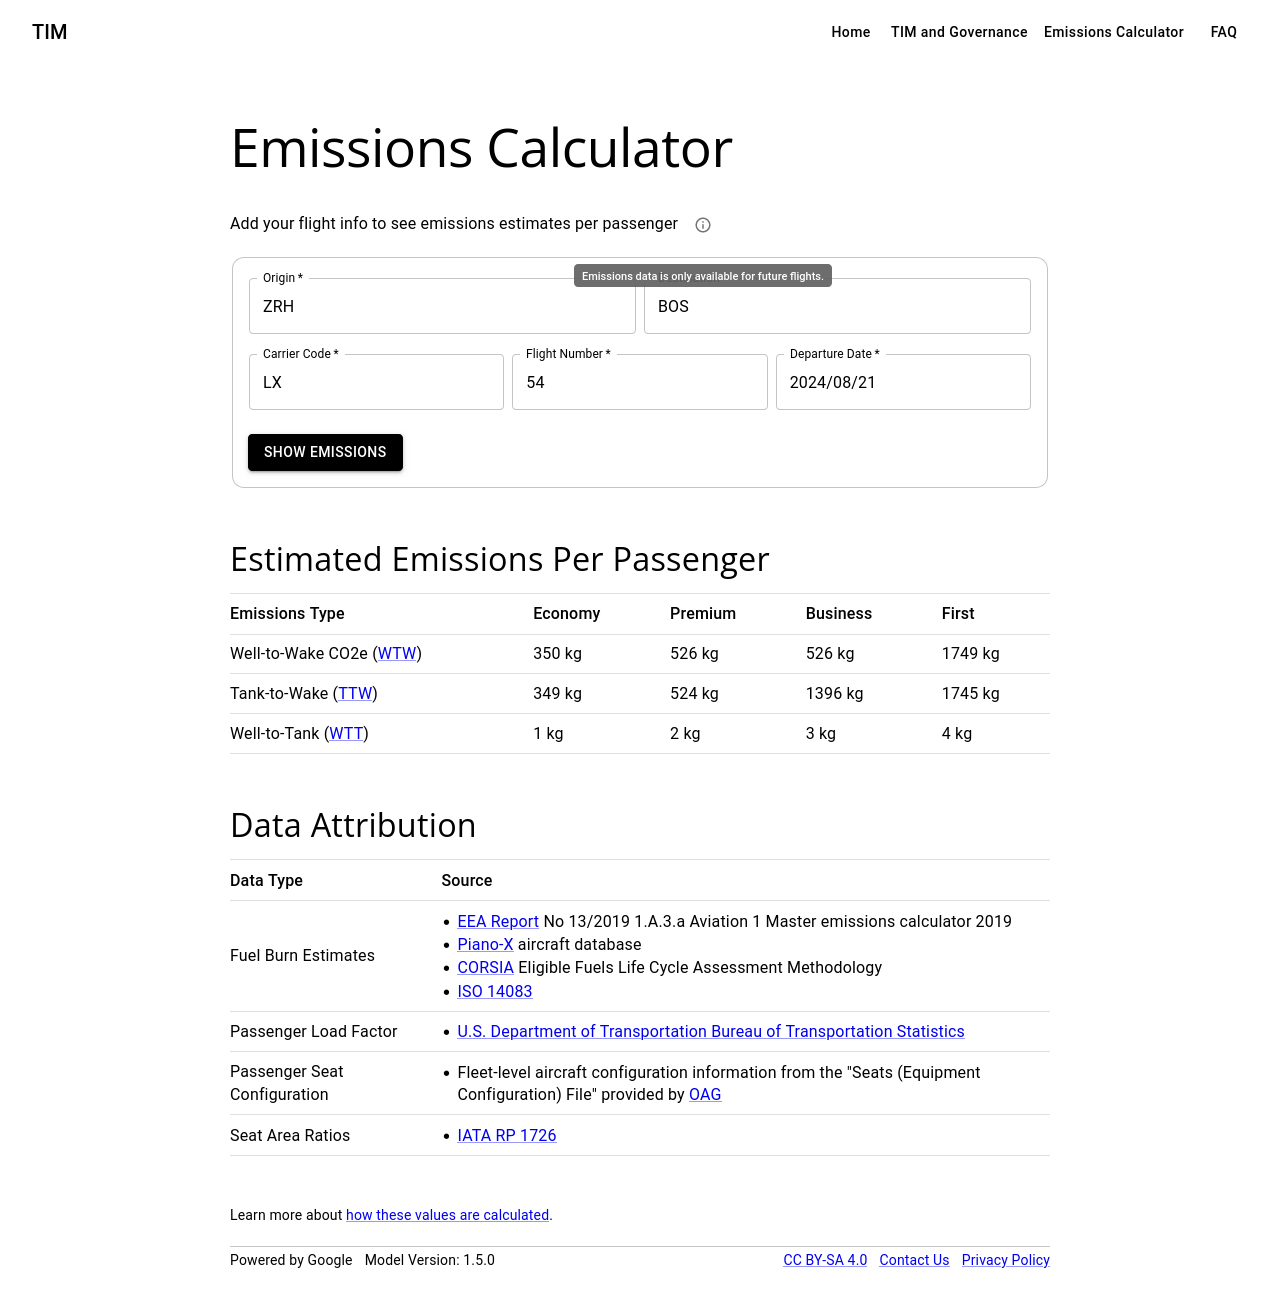 TIM
Home TIM and Governance Emissions Calculator FAQ
Emissions Calculator
Add your flight info to see emissions estimates per passenger
Emissions data is only available for future flights.
Origin *
ZRH
BOS
Carrier Code * Flight Number * Departure Date *
LX 54 2024/08/21
SHOW EMISSIONS
Estimated Emissions Per Passenger
Emissions Type Economy Premium Business First
Well-to-Wake CO2e (WTW) 350 kg 526 kg 526 kg 1749 kg
Tank-to-Wake (TTW) 349 kg 524 kg 1396 kg 1745 kg
Well-to-Tank (WTT) 1 kg 2 kg 3 kg 4 kg
Data Attribution
Data Type Source
Fuel Burn Estimates
• EEA Report No 13/2019 1.A.3.a Aviation 1 Master emissions calculator 2019
• Piano-X aircraft database
• CORSIA Eligible Fuels Life Cycle Assessment Methodology
• ISO 14083
Passenger Load Factor • U.S. Department of Transportation Bureau of Transportation Statistics
Passenger Seat
Configuration
• Fleet-level aircraft configuration information from the "Seats (Equipment
Configuration) File" provided by OAG
Seat Area Ratios • IATA RP 1726
Learn more about how these values are calculated.
Powered by Google Model Version: 1.5.0 CC BY-SA 4.0 Contact Us Privacy Policy